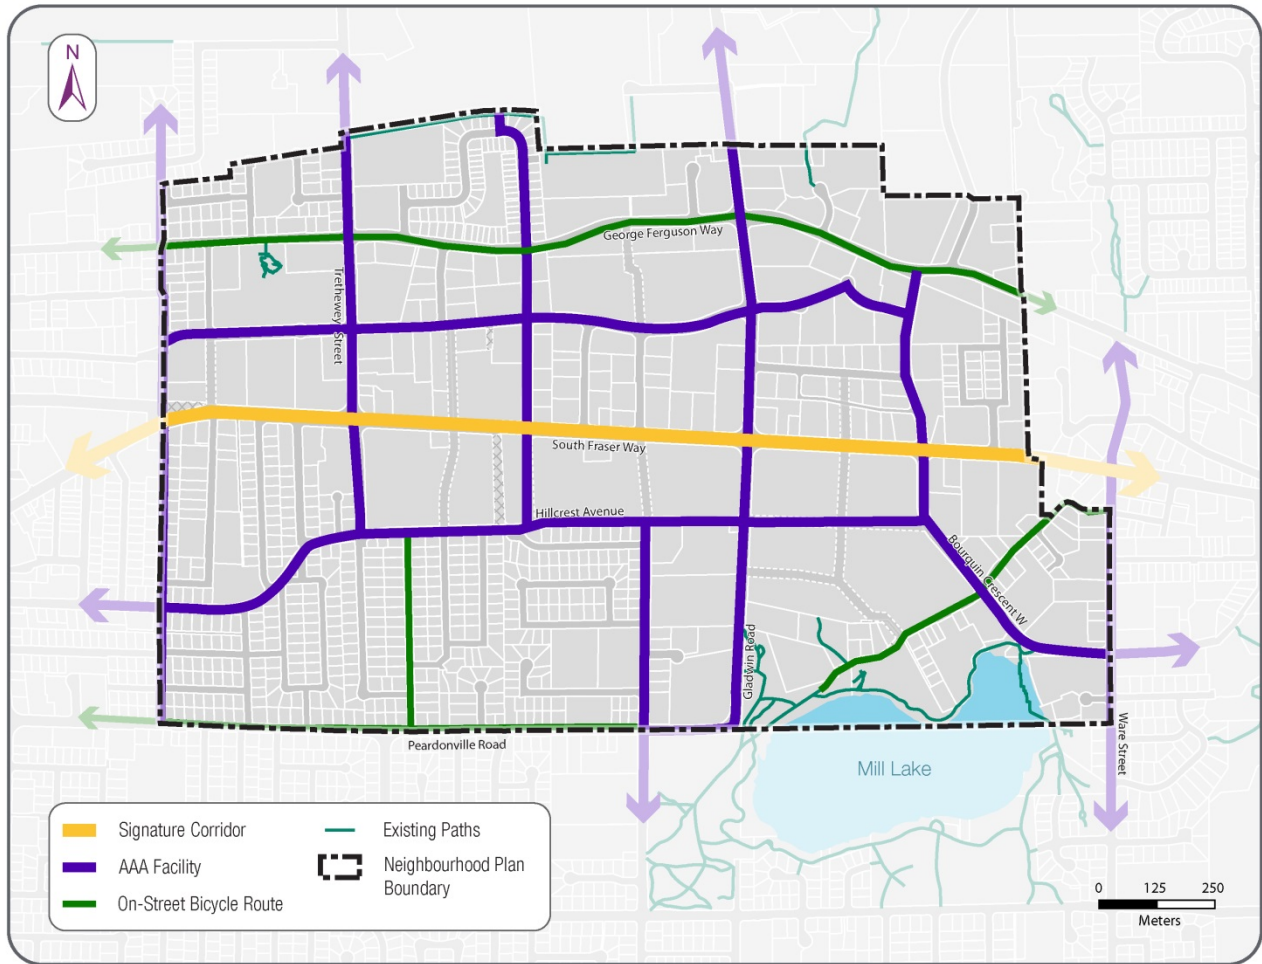 N
George Ferguson Way
Trethewey Street
South Fraser Way
Hillcrest Avenue
Bourquin Crescent W
Gladwin Road
Ware Street
Peardonville Road
Mill Lake
Signature Corridor
AAA Facility
On-Street Bicycle Route
Existing Paths
Neighbourhood Plan
Boundary
0 125 250
Meters